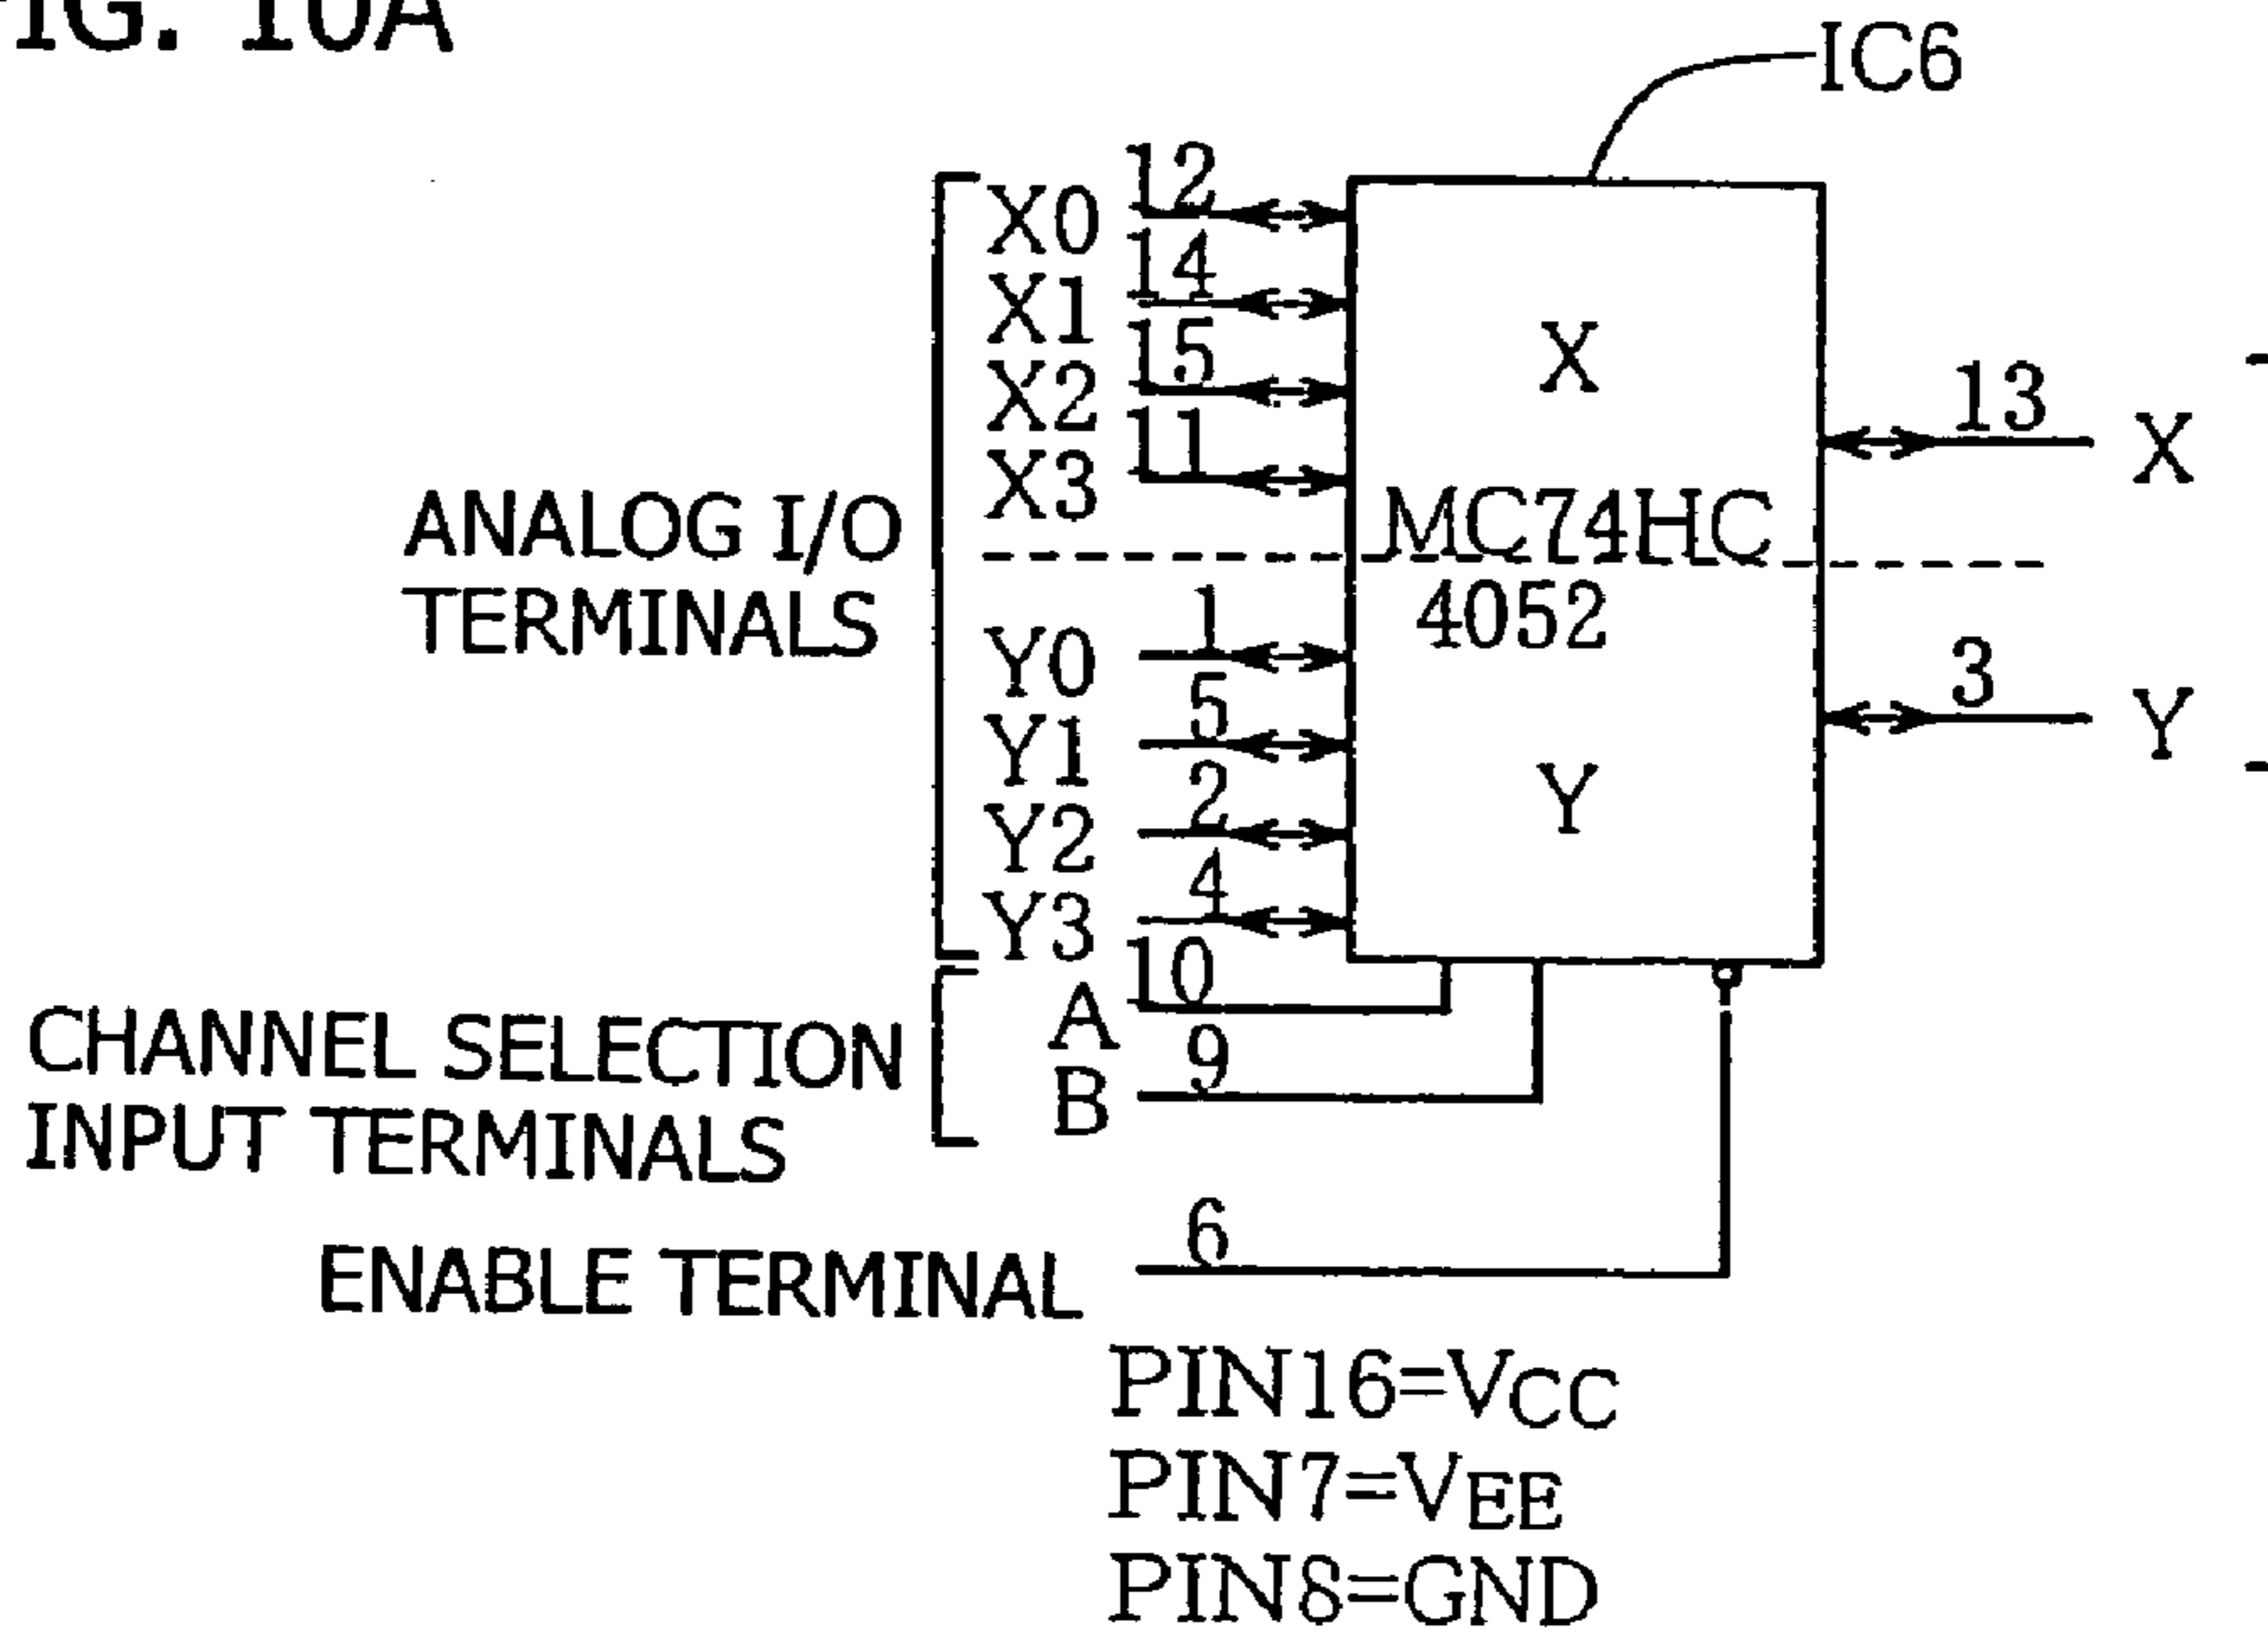 FIG. 10A
IC6
X0 12
X1 14
X2 15
X3 11
X
13 X
ANALOG I/O
TERMINALS
MC74HC
4052
Y0 1
Y1 5
Y2 2
Y3 4
Y
3 Y
CHANNEL SELECTION
INPUT TERMINALS
A 10
B 9
ENABLE TERMINAL 6
PIN16=VCC
PIN7=VEE
PIN8=GND